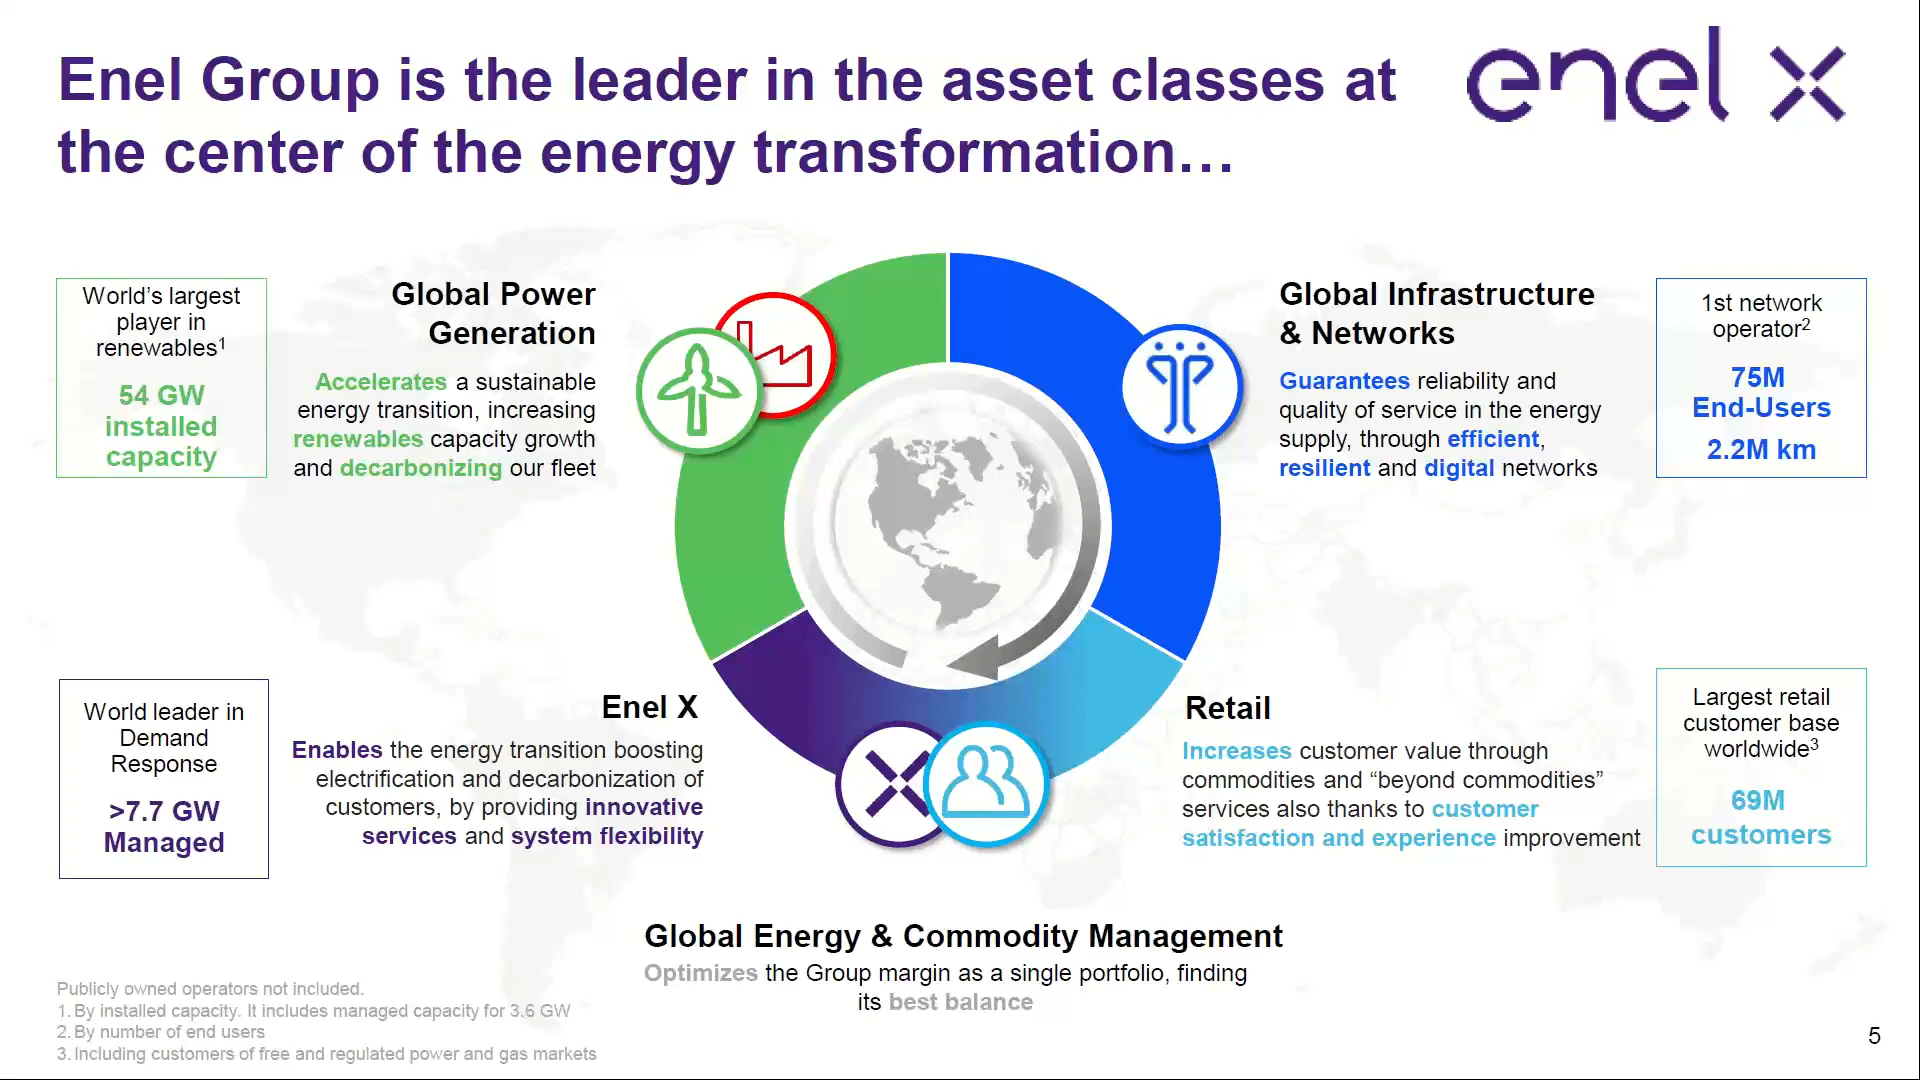 Enel Group is the leader in the asset classes at
the center of the energy transformation…
enel x
World’s largest
player in
renewables¹
54 GW
installed
capacity
Global Power
Generation
Accelerates a sustainable
energy transition, increasing
renewables capacity growth
and decarbonizing our fleet
Global Infrastructure
& Networks
Guarantees reliability and
quality of service in the energy
supply, through efficient,
resilient and digital networks
1st network
operator²
75M
End-Users
2.2M km
World leader in
Demand
Response
>7.7 GW
Managed
Enel X
Enables the energy transition boosting
electrification and decarbonization of
customers, by providing innovative
services and system flexibility
Retail
Increases customer value through
commodities and “beyond commodities”
services also thanks to customer
satisfaction and experience improvement
Largest retail
customer base
worldwide³
69M
customers
Global Energy & Commodity Management
Optimizes the Group margin as a single portfolio, finding
its best balance
Publicly owned operators not included.
1. By installed capacity. It includes managed capacity for 3.6 GW
2. By number of end users
3. Including customers of free and regulated power and gas markets
5